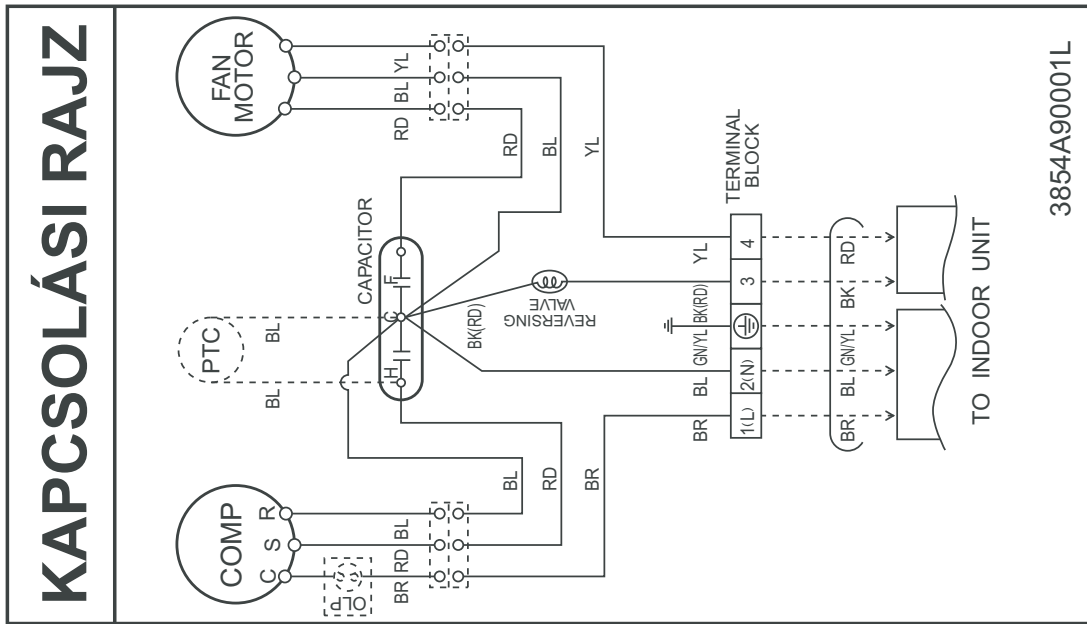 KAPCSOLÁSI RAJZ
COMP
C
S
R
OLP
BR
RD
BL
PTC
BL
BL
FAN
MOTOR
RD
BL
YL
CAPACITOR
H
C
F
BL
RD
BR
BK(RD)
REVERSING
VALVE
RD
BL
YL
BR
BL
GN/YL
BK(RD)
YL
TERMINAL
BLOCK
1(L)
2(N)
3
4
BR
BL
GN/YL
BK
RD
TO INDOOR UNIT
3854A90001L